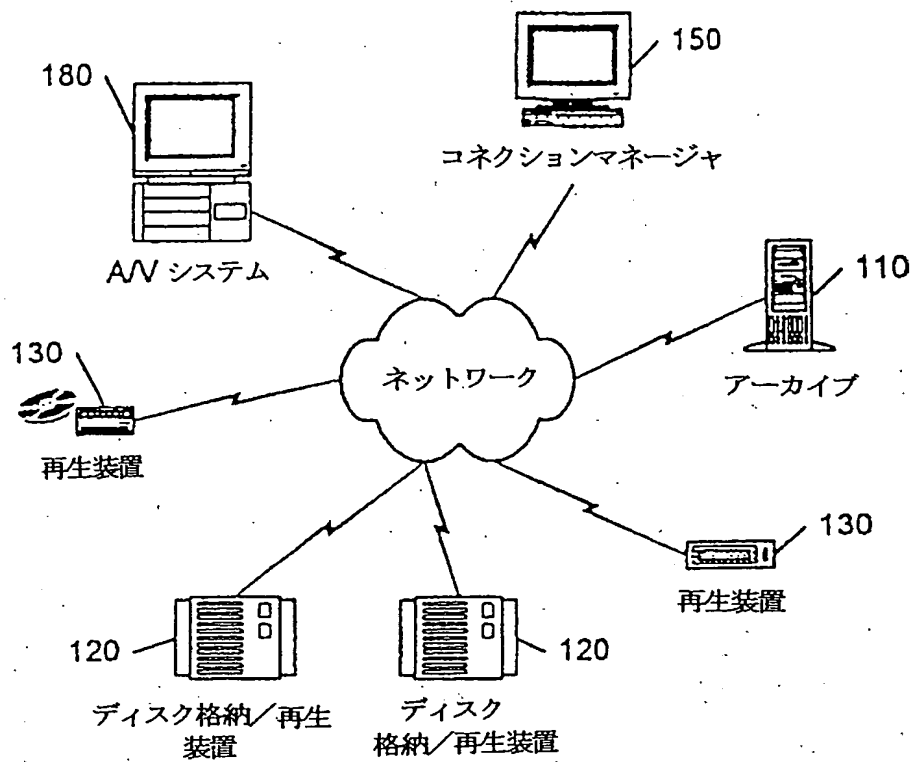 150
180
コネクションマネージャ
A/V システム
110
アーカイブ
130
ネットワーク
再生装置
130
再生装置
120
120
ディスク格納/再生
装置
ディスク
格納/再生装置